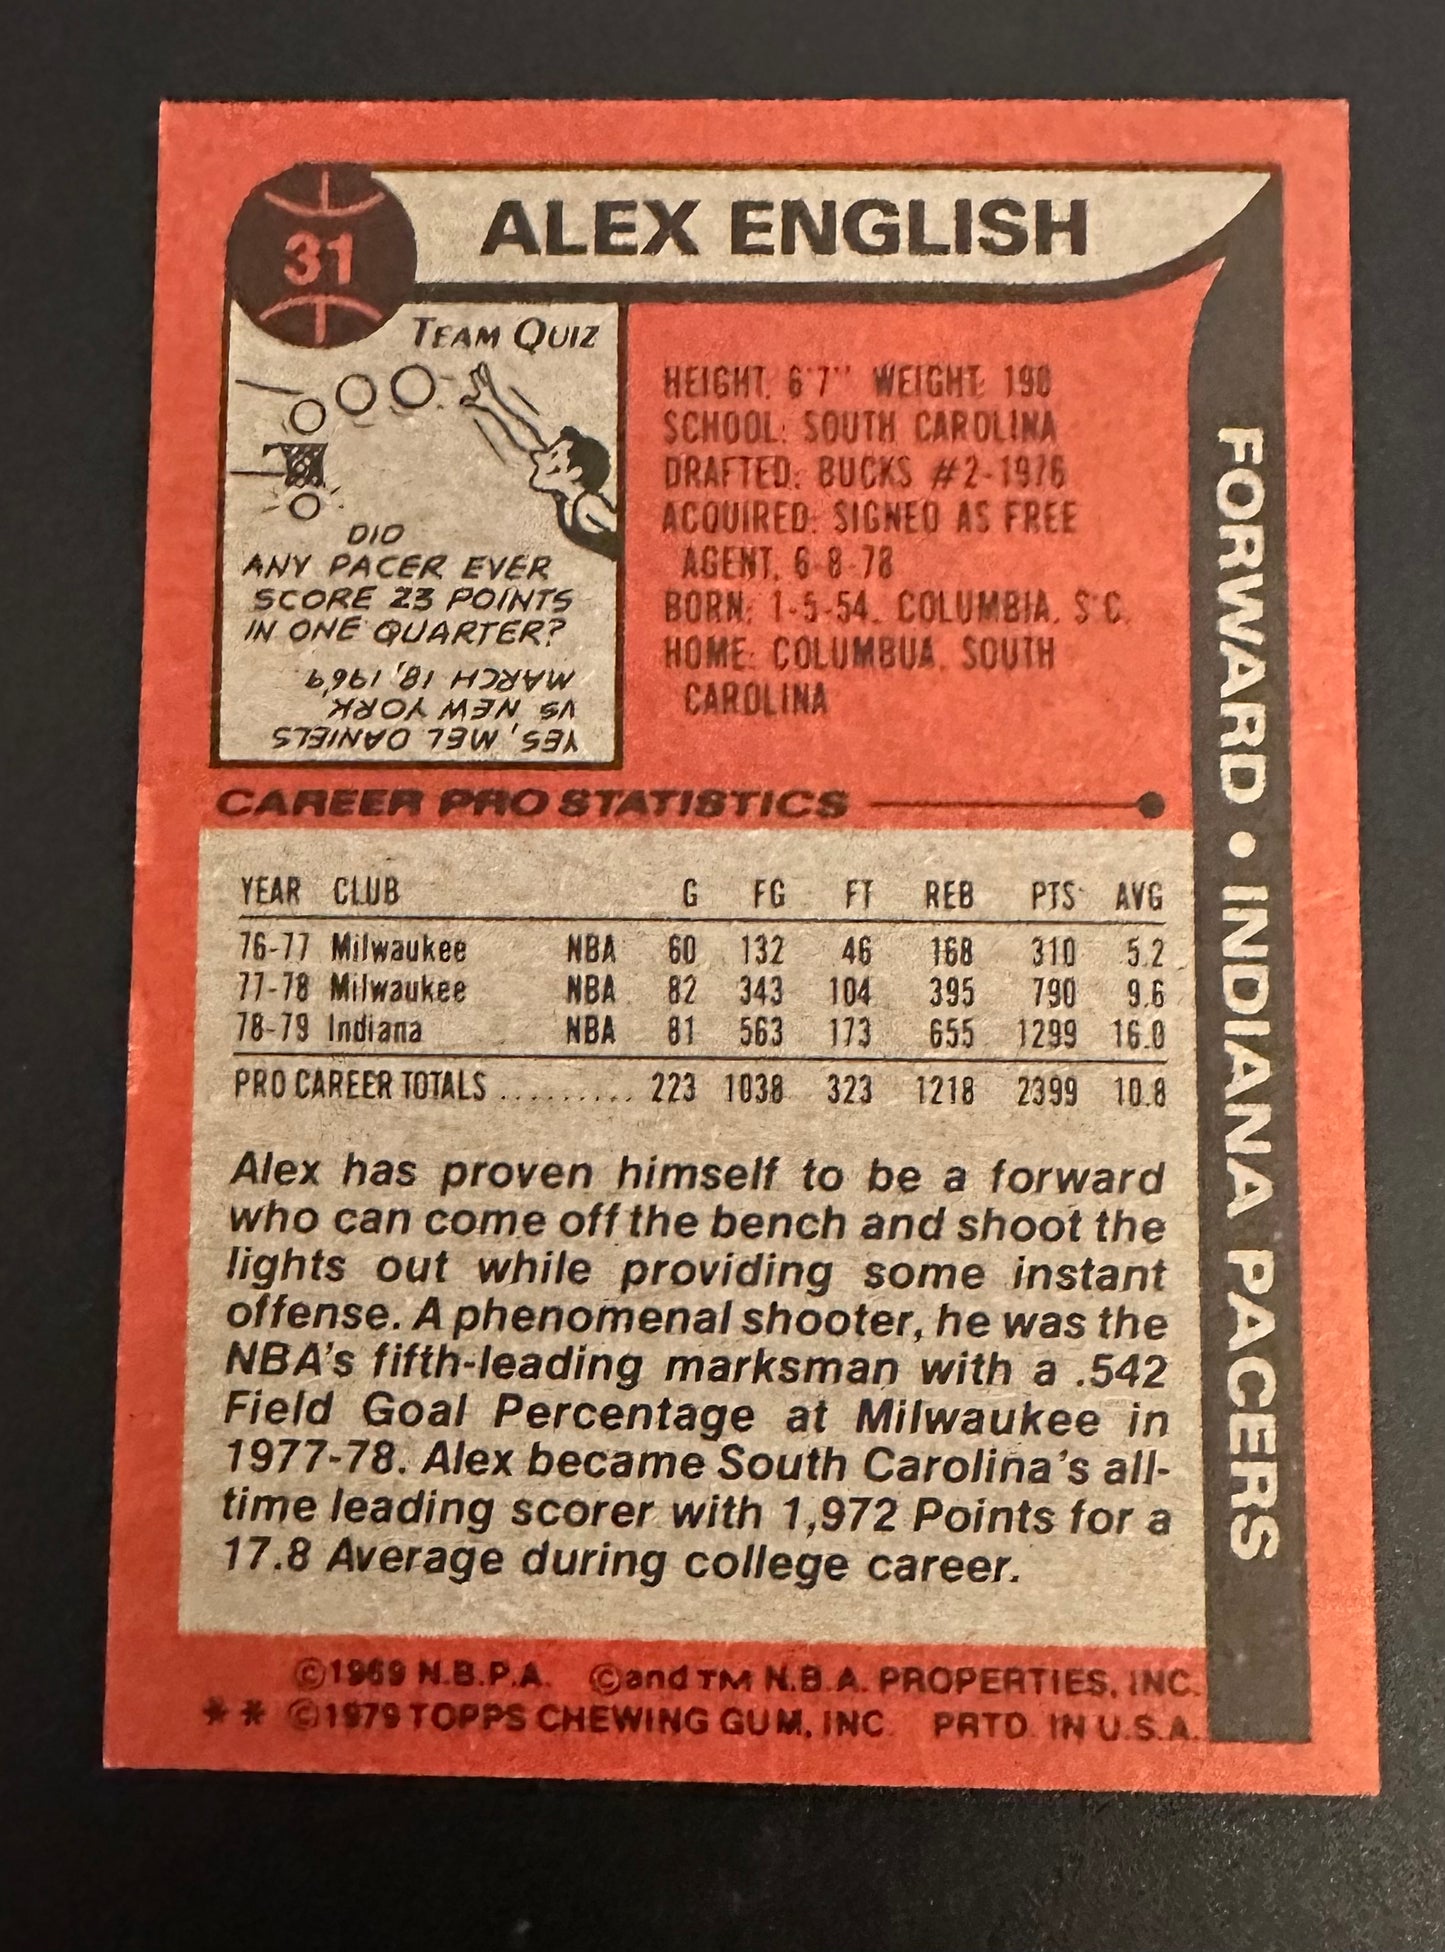 31
ALEX ENGLISH
TEAM QUIZ
DID
ANY PACER EVER
SCORE 23 POINTS
IN ONE QUARTER?
YES, MEL DANIELS
VS NEW YORK,
MARCH 18, 1969
HEIGHT: 6'7" WEIGHT: 190
SCHOOL: SOUTH CAROLINA
DRAFTED: BUCKS #2-1976
ACQUIRED: SIGNED AS FREE
AGENT, 6-8-78
BORN: 1-5-54, COLUMBIA, S.C.
HOME: COLUMBUA, SOUTH
CAROLINA
FORWARD • INDIANA PACERS
CAREER PRO STATISTICS
YEAR CLUB G FG FT REB PTS AVG
76-77 Milwaukee NBA 60 132 46 168 310 5.2
77-78 Milwaukee NBA 82 343 104 395 790 9.6
78-79 Indiana NBA 81 563 173 655 1299 16.0
PRO CAREER TOTALS ......... 223 1038 323 1218 2399 10.8
Alex has proven himself to be a forward
who can come off the bench and shoot the
lights out while providing some instant
offense. A phenomenal shooter, he was the
NBA's fifth-leading marksman with a .542
Field Goal Percentage at Milwaukee in
1977-78. Alex became South Carolina's all-
time leading scorer with 1,972 Points for a
17.8 Average during college career.
©1969 N.B.P.A. ©and TM N.B.A. PROPERTIES, INC.
** ©1979 TOPPS CHEWING GUM, INC. PRTD. IN U.S.A.